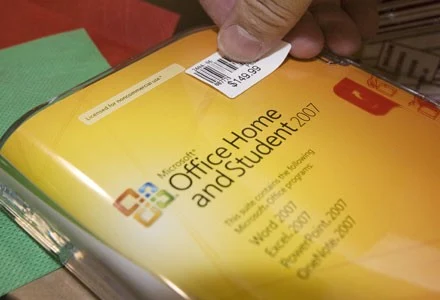 $149.99
Licensed for noncommercial use*
Microsoft®
Office Home
and Student 2007
This suite contains the following
Microsoft Office programs.
Word 2007
Excel 2007
PowerPoint 2007
OneNote 2007